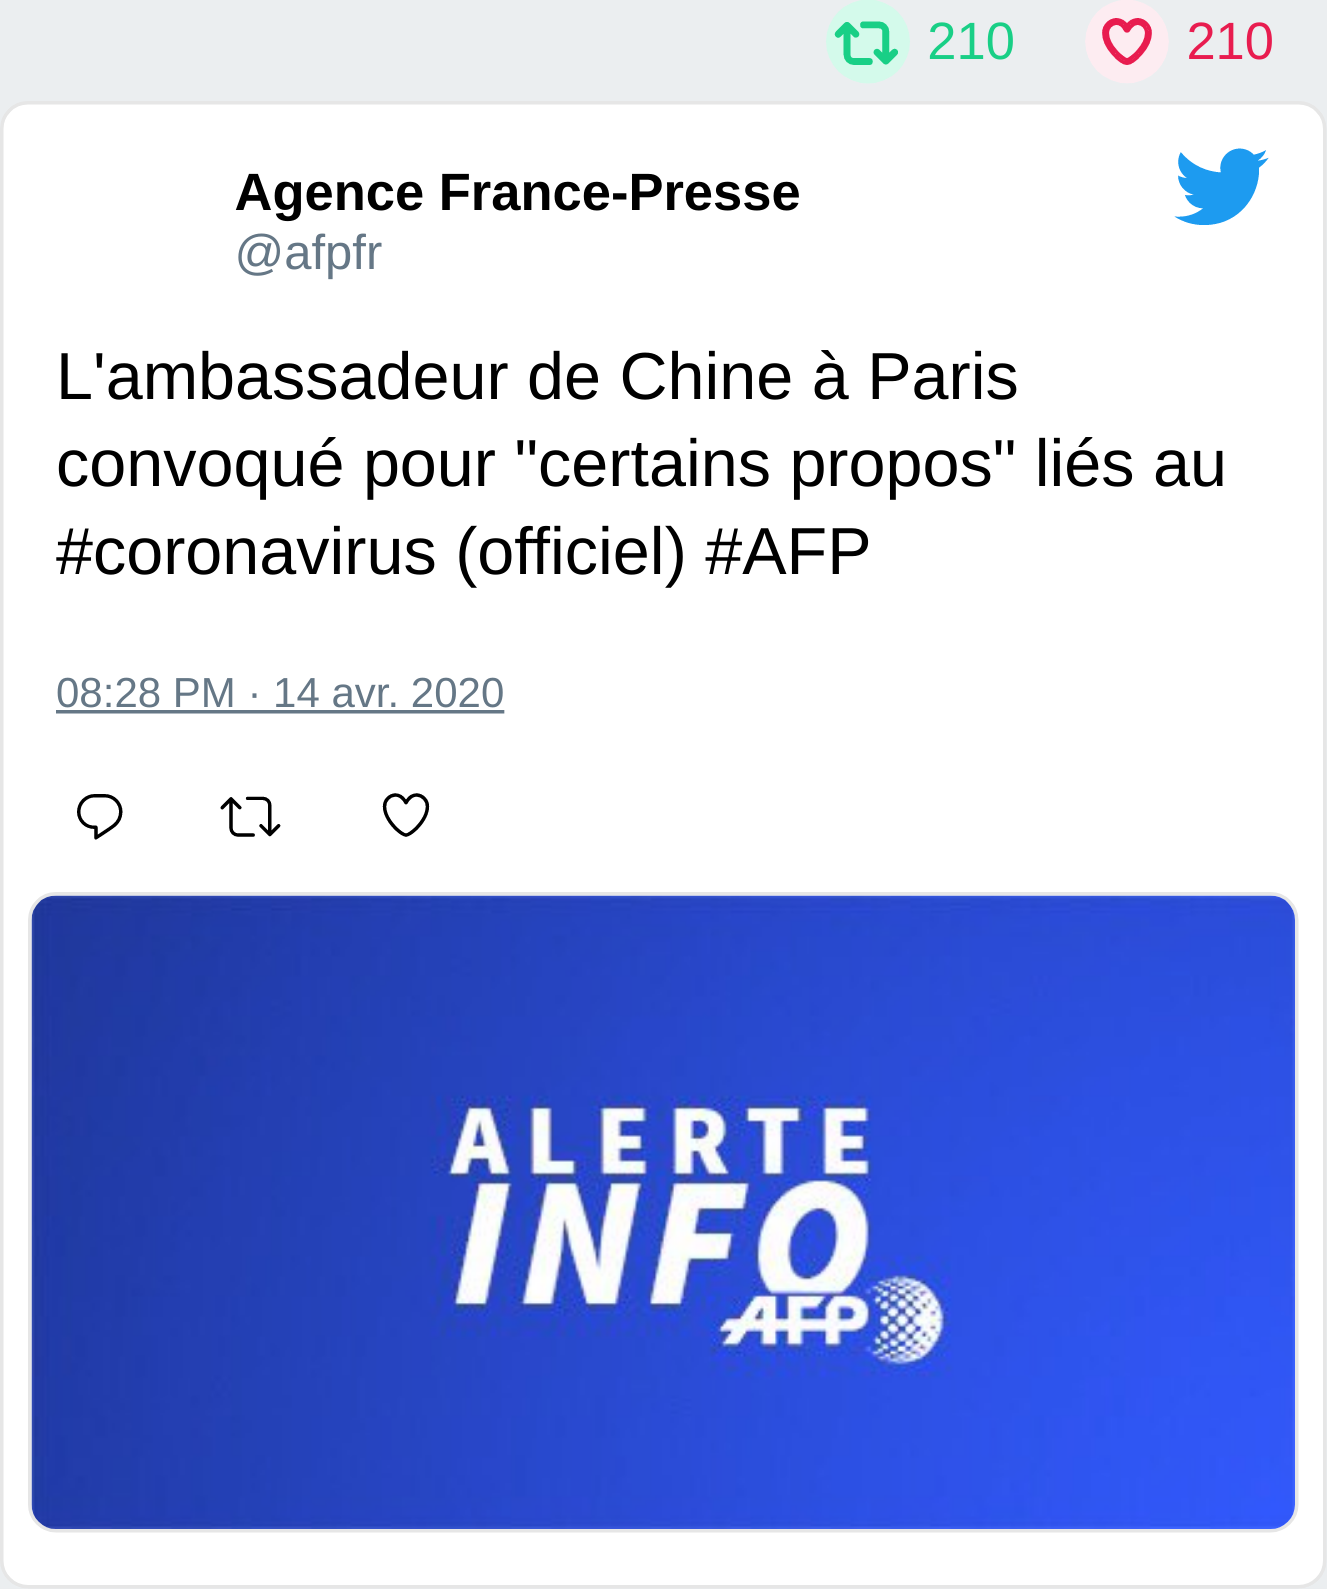 210 210
Agence France-Presse
@afpfr
L'ambassadeur de Chine à Paris
convoqué pour "certains propos" liés au
#coronavirus (officiel) #AFP
08:28 PM · 14 avr. 2020
ALERTE
INFO
AFP